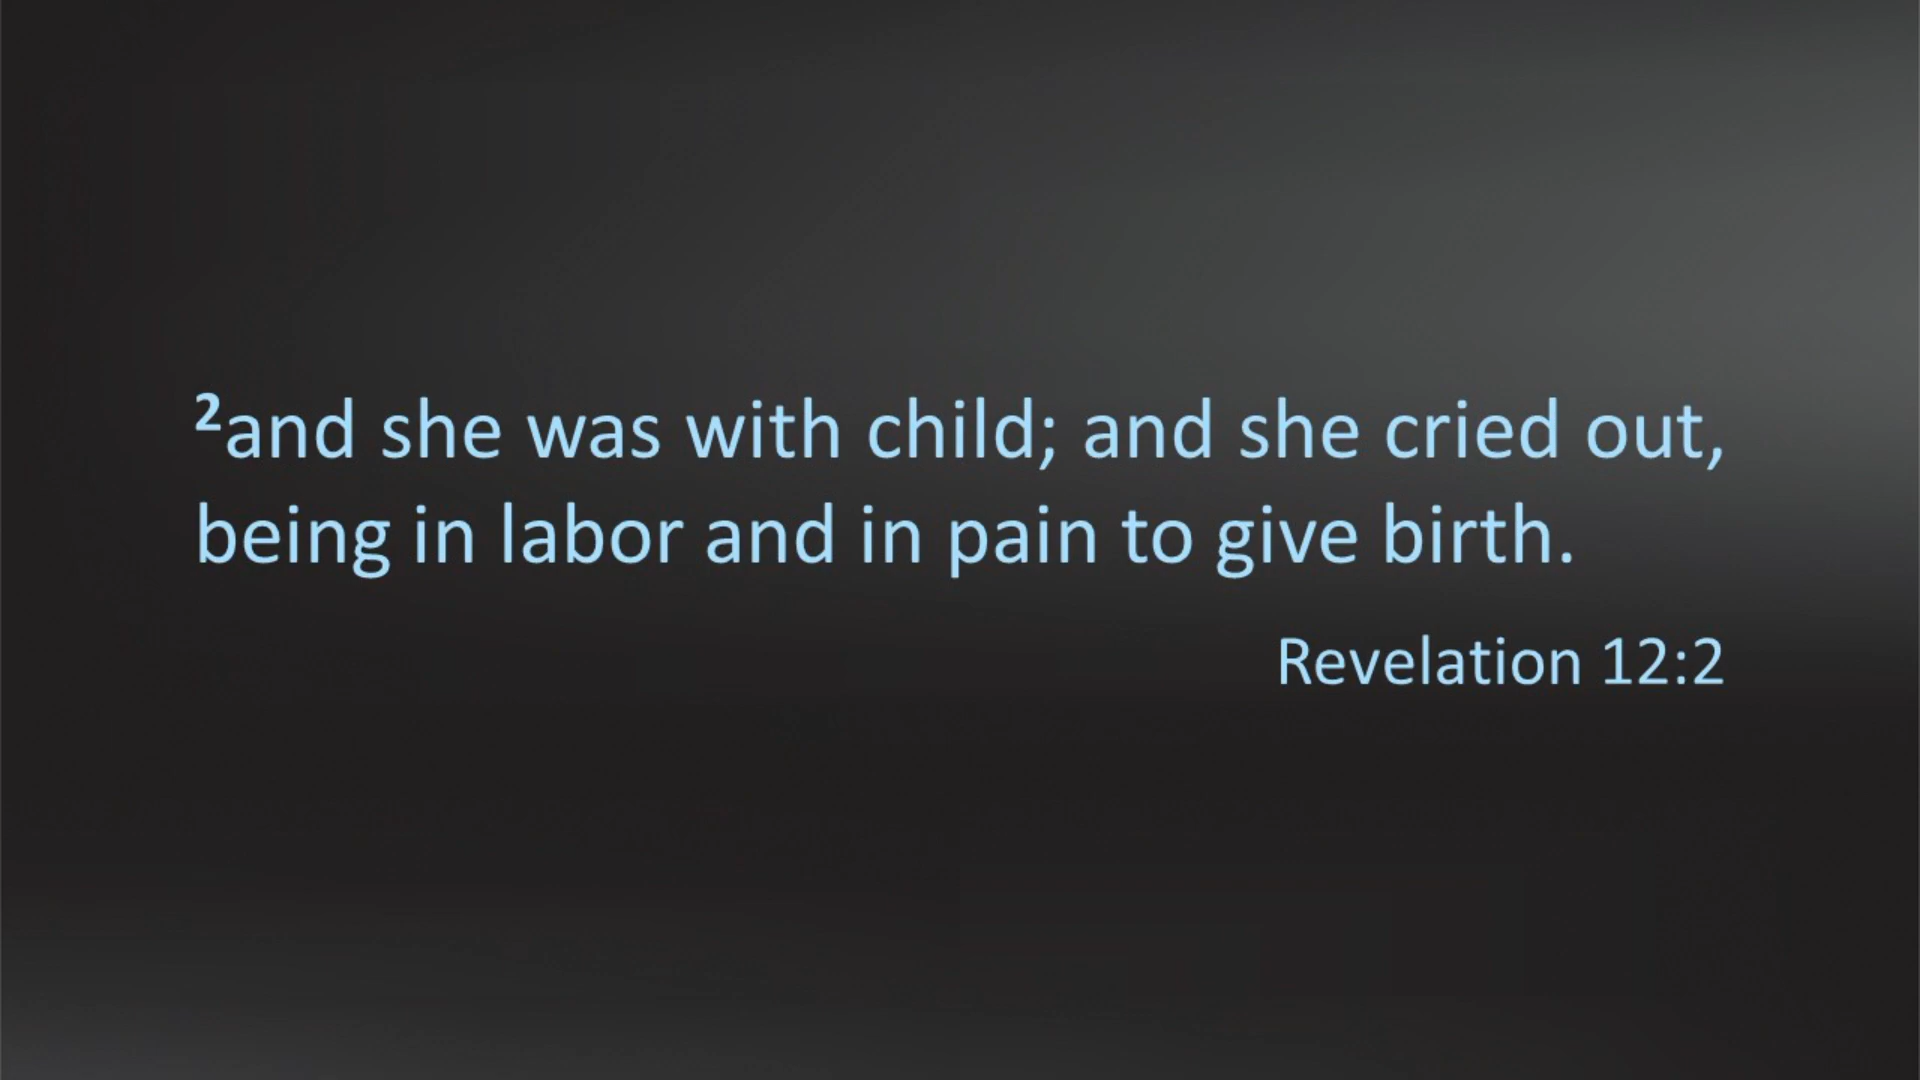 ²and she was with child; and she cried out,
being in labor and in pain to give birth.
Revelation 12:2